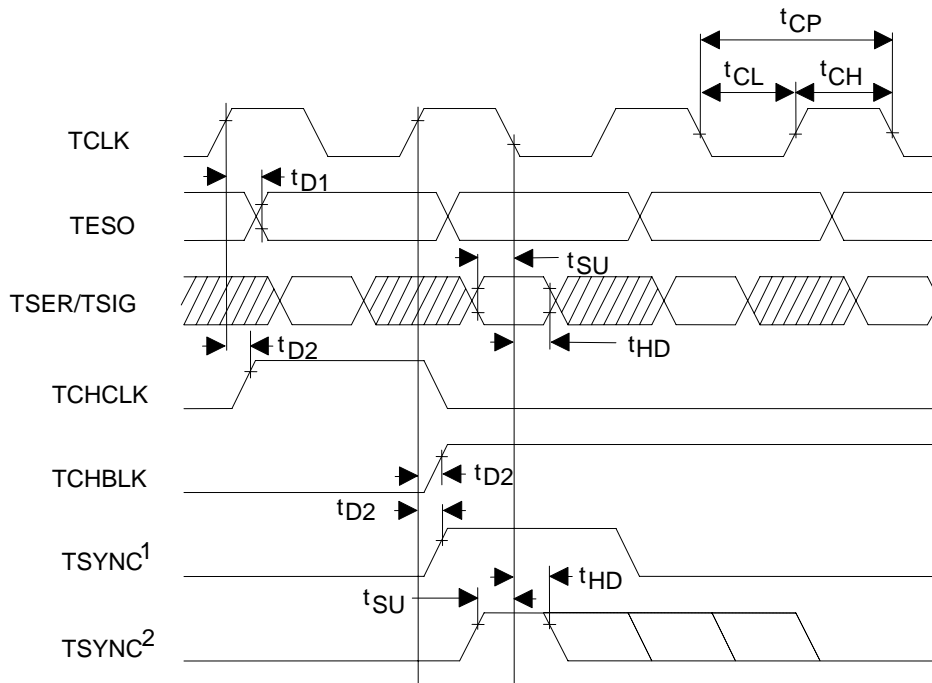 tCP
tCL tCH
TCLK
tD1
TESO
tSU
TSER/TSIG
tD2 tHD
TCHCLK
TCHBLK tD2
tD2
TSYNC1
tHD
tSU
TSYNC2